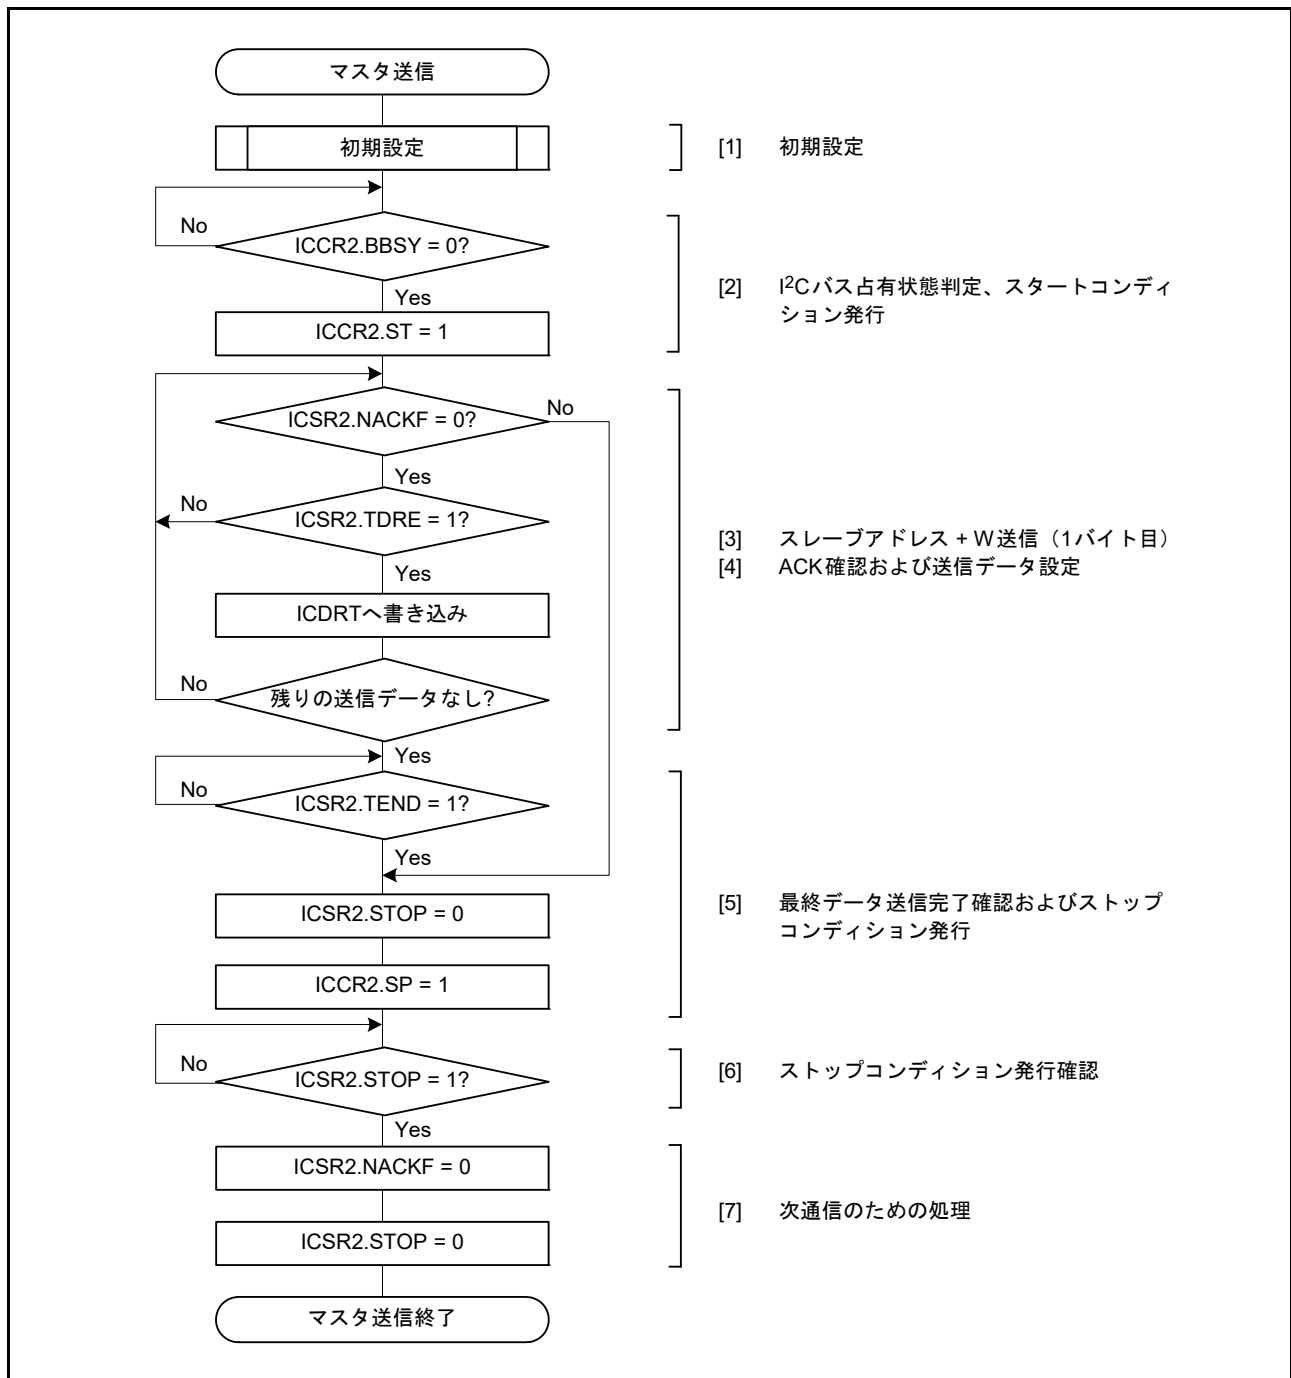 マスタ送信
初期設定
[1] 初期設定
No
ICCR2.BBSY = 0?
Yes
[2] I²Cバス占有状態判定、スタートコンディ
ション発行
ICCR2.ST = 1
ICSR2.NACKF = 0?
No
Yes
No
ICSR2.TDRE = 1?
[3] スレーブアドレス + W送信（1バイト目）
[4] ACK確認および送信データ設定
Yes
ICDRTへ書き込み
No
残りの送信データなし?
Yes
No
ICSR2.TEND = 1?
Yes
ICSR2.STOP = 0
[5] 最終データ送信完了確認およびストップ
コンディション発行
ICCR2.SP = 1
No
ICSR2.STOP = 1?
[6] ストップコンディション発行確認
Yes
ICSR2.NACKF = 0
[7] 次通信のための処理
ICSR2.STOP = 0
マスタ送信終了